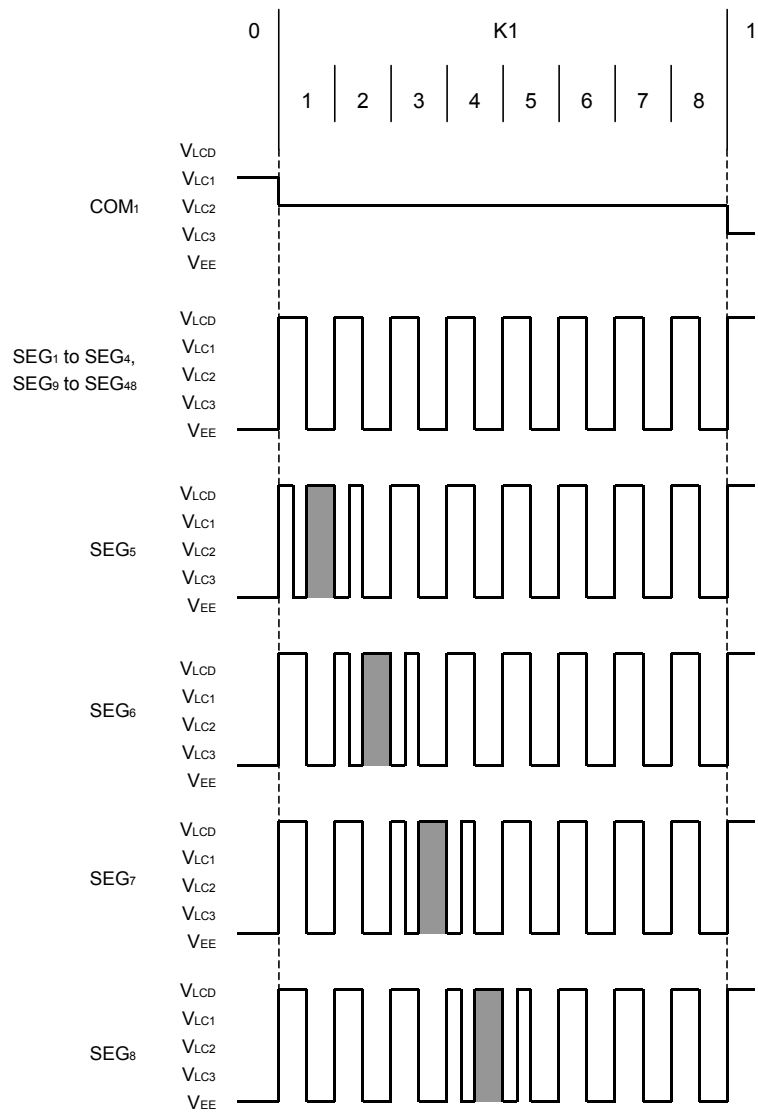 0 K1 1
1 2 3 4 5 6 7 8
VLCD
VLC1
COM1 VLC2
VLC3
VEE
VLCD
VLC1
SEG1 to SEG4,
SEG9 to SEG48
VLC2
VLC3
VEE
VLCD
VLC1
SEG5 VLC2
VLC3
VEE
VLCD
VLC1
SEG6 VLC2
VLC3
VEE
VLCD
VLC1
SEG7 VLC2
VLC3
VEE
VLCD
VLC1
SEG8 VLC2
VLC3
VEE